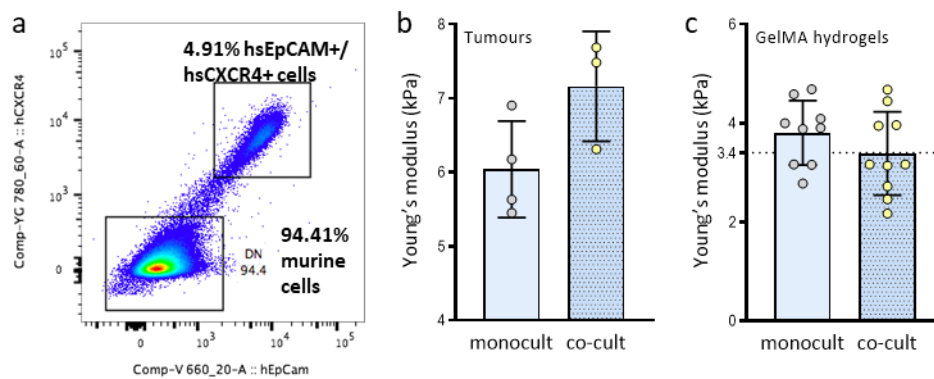 a
4.91% hsEpCAM+/
hsCXCR4+ cells
94.41%
murine
cells
DN
94.4
10⁵
10⁴
10³
0
0
10³
10⁴
10⁵
Comp-YG 780_60-A :: hCXCR4
Comp-V 660_20-A :: hEpCam
b
Tumours
Young's modulus (kPa)
8
7
6
5
4
monocult
co-cult
c
GelMA hydrogels
Young's modulus (kPa)
6
4
3.4
2
0
monocult
co-cult